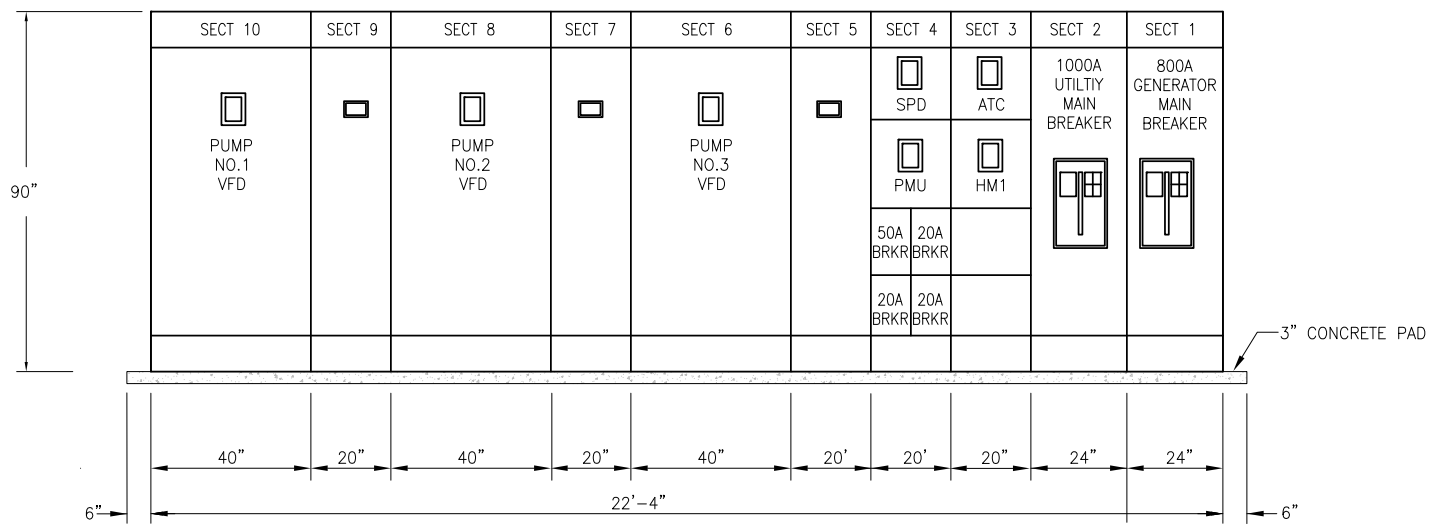 SECT 10
SECT 9
SECT 8
SECT 7
SECT 6
SECT 5
SECT 4
SECT 3
SECT 2
SECT 1
PUMP
NO.1
VFD
PUMP
NO.2
VFD
PUMP
NO.3
VFD
SPD
PMU
50A
BRKR
20A
BRKR
20A
BRKR
20A
BRKR
ATC
HM1
1000A
UTILTIY
MAIN
BREAKER
800A
GENERATOR
MAIN
BREAKER
90”
3” CONCRETE PAD
40”
20”
40”
20”
40”
20'
20'
20”
24”
24”
6”
22'-4”
6”